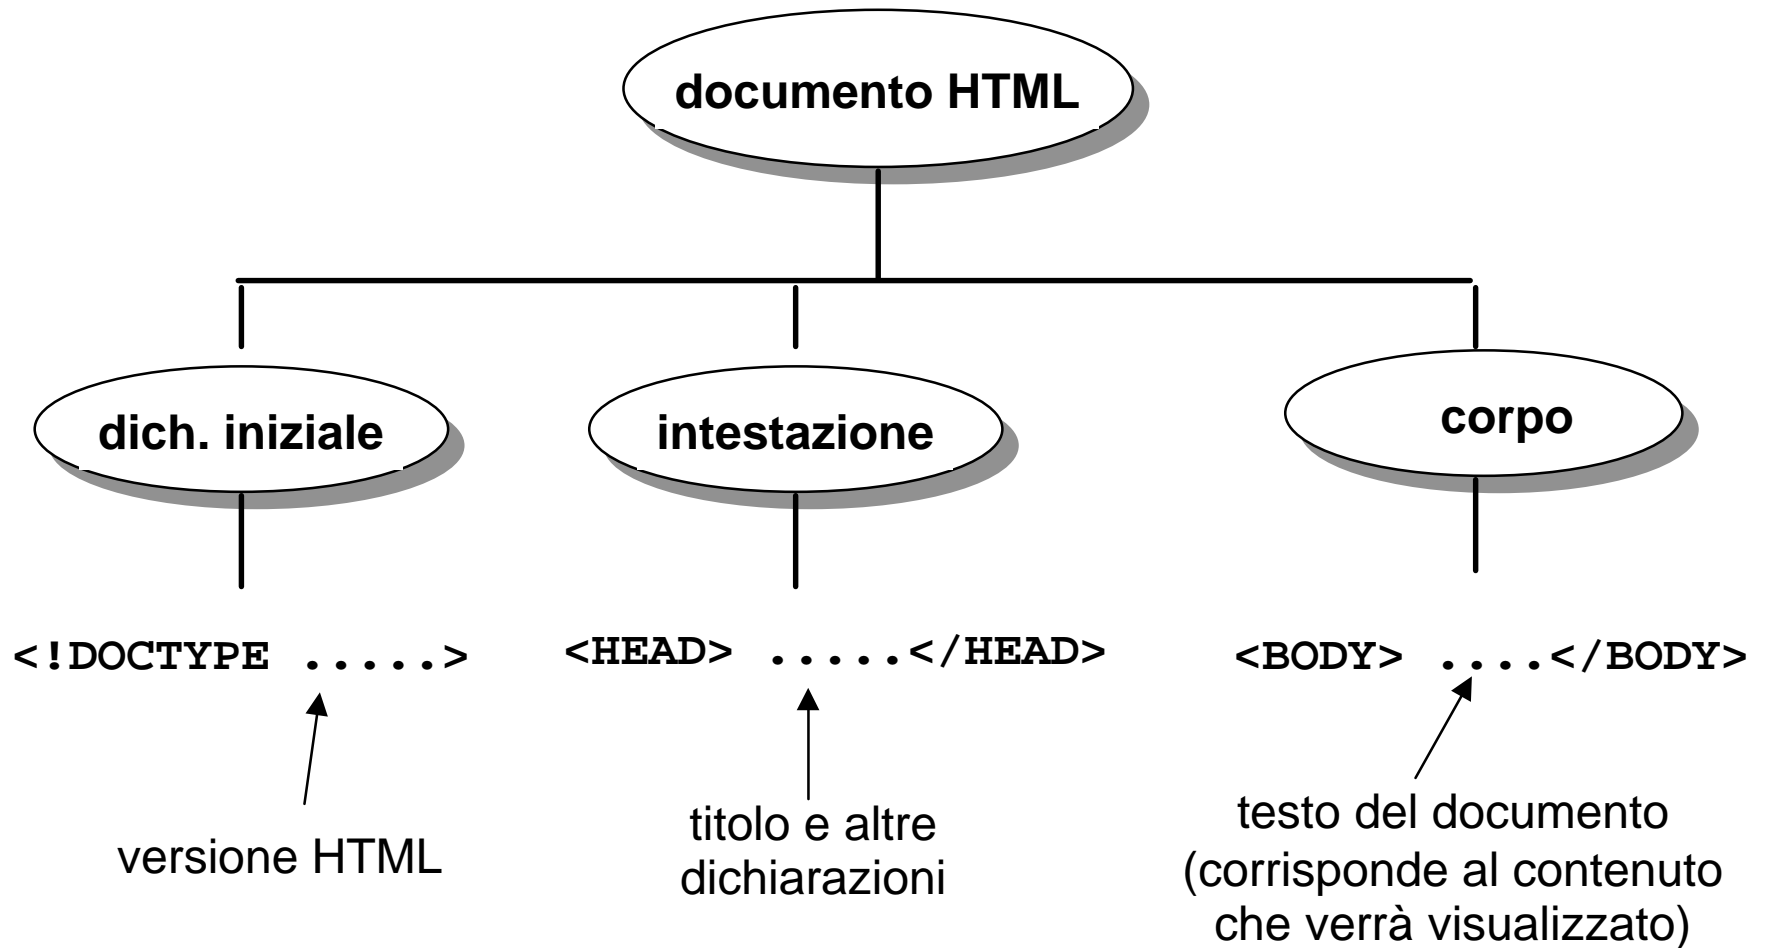 documento HTML
dich. iniziale
intestazione
corpo
<!DOCTYPE .....>
<HEAD> .....</HEAD>
<BODY> ....</BODY>
versione HTML
titolo e altre
dichiarazioni
testo del documento
(corrisponde al contenuto
che verrà visualizzato)